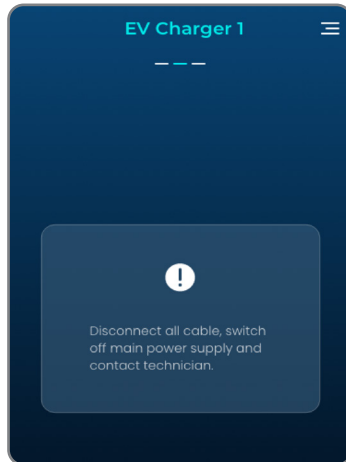 EV Charger 1
Disconnect all cable, switch
off main power supply and
contact technician.